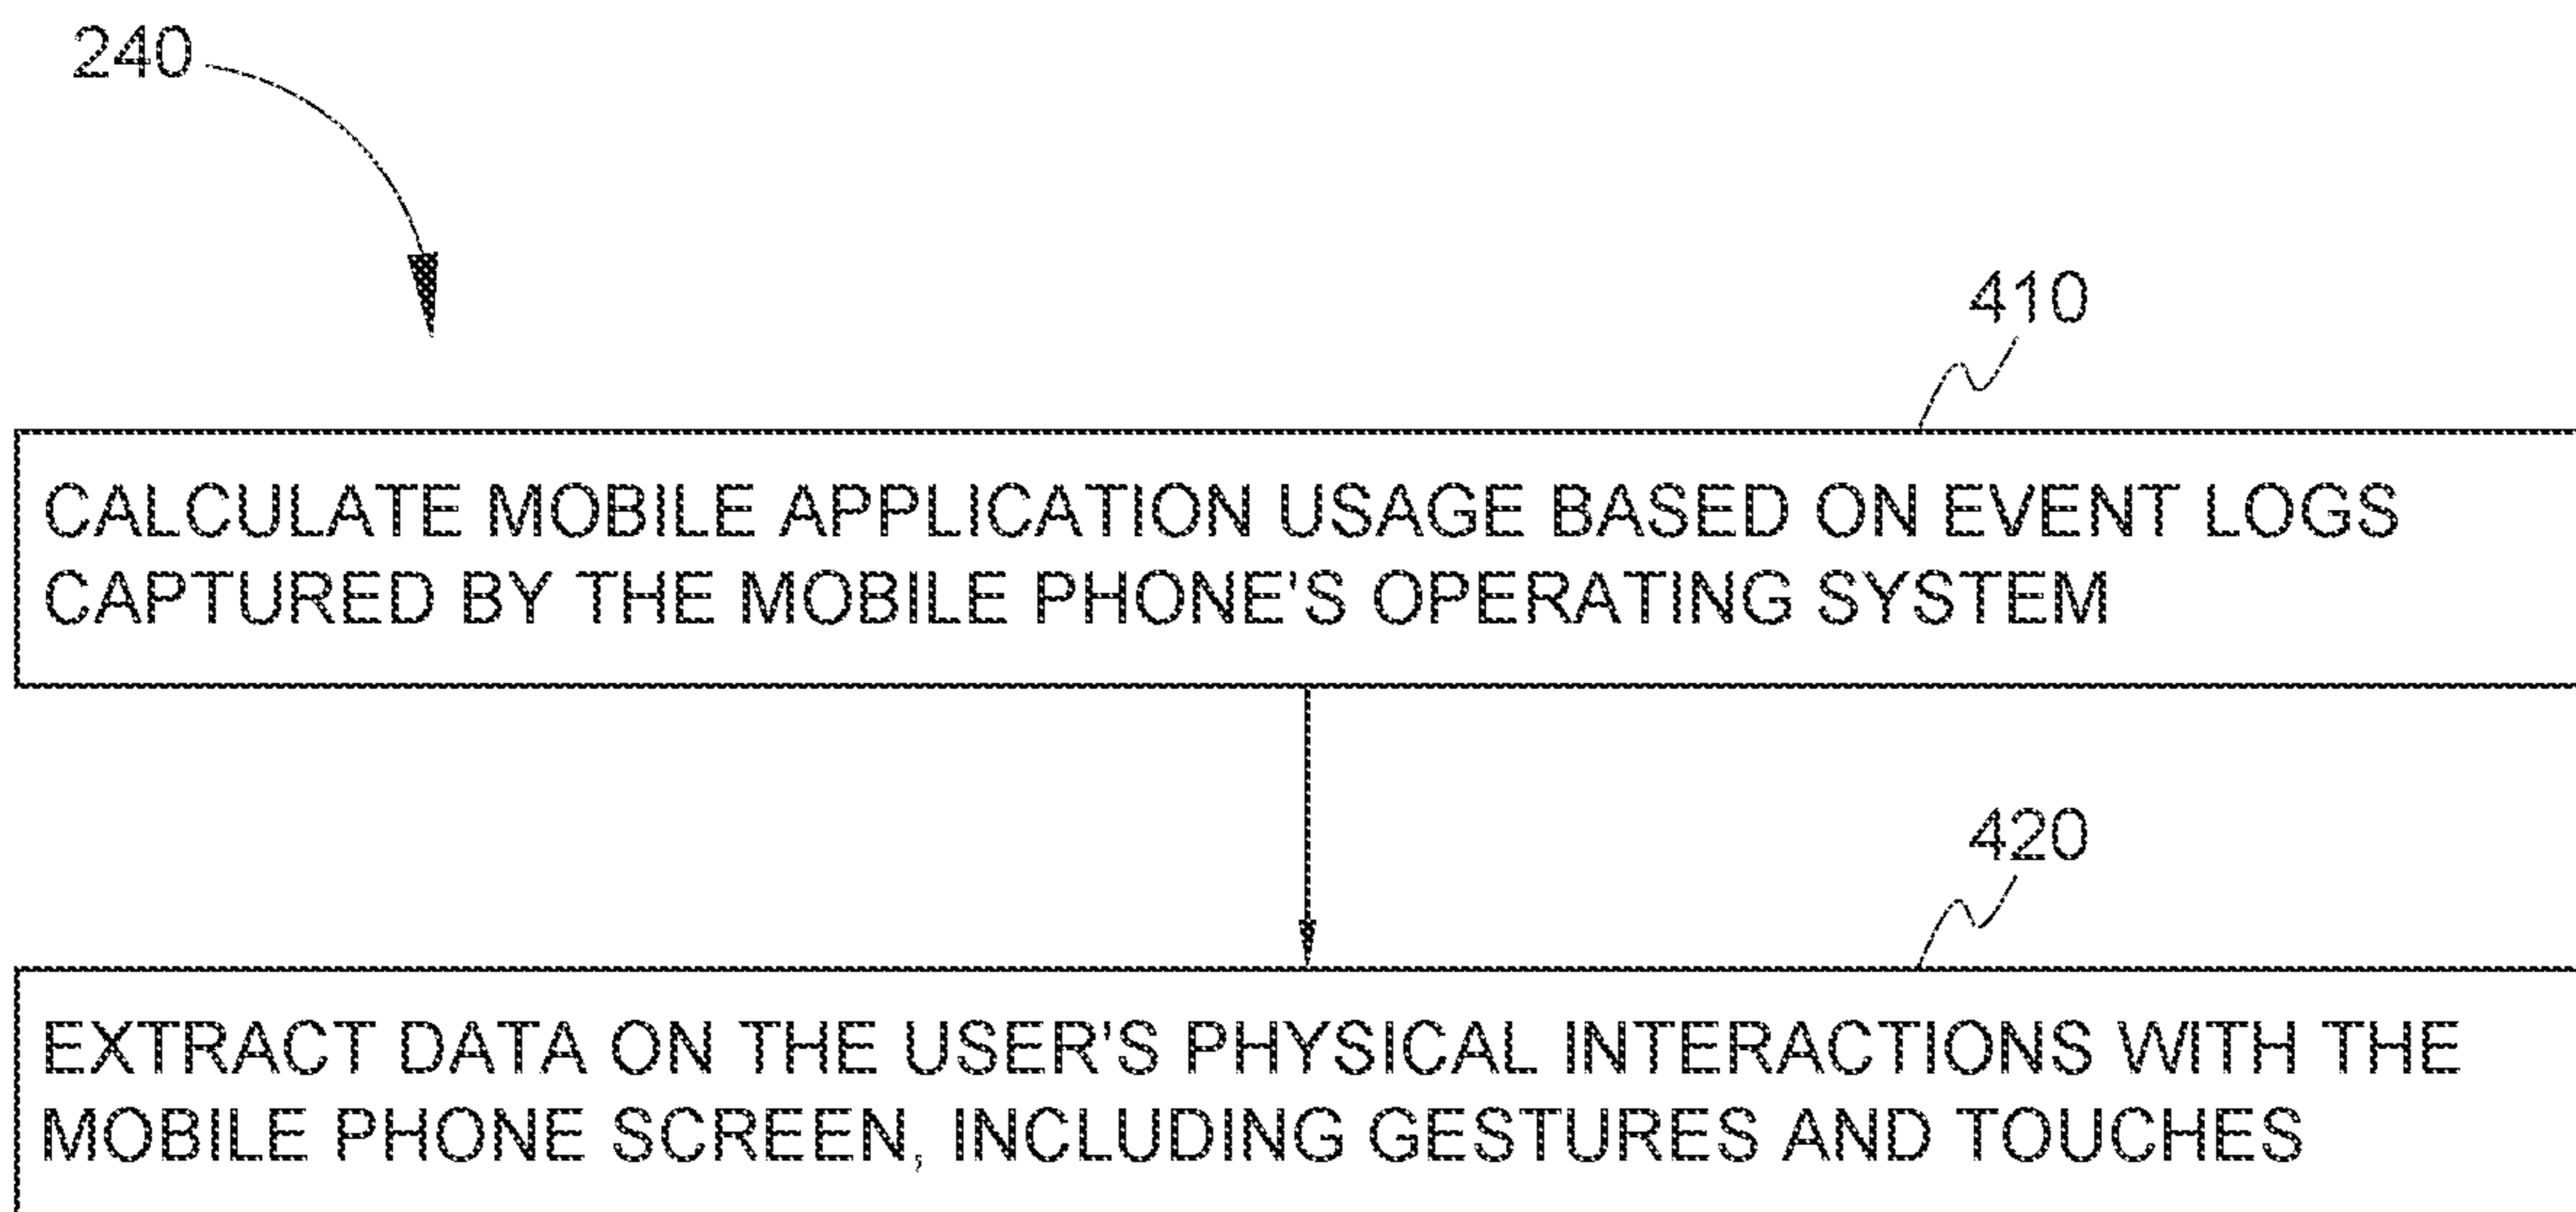 240
410
CALCULATE MOBILE APPLICATION USAGE BASED ON EVENT LOGS
CAPTURED BY THE MOBILE PHONE'S OPERATING SYSTEM
420
EXTRACT DATA ON THE USER'S PHYSICAL INTERACTIONS WITH THE
MOBILE PHONE SCREEN, INCLUDING GESTURES AND TOUCHES